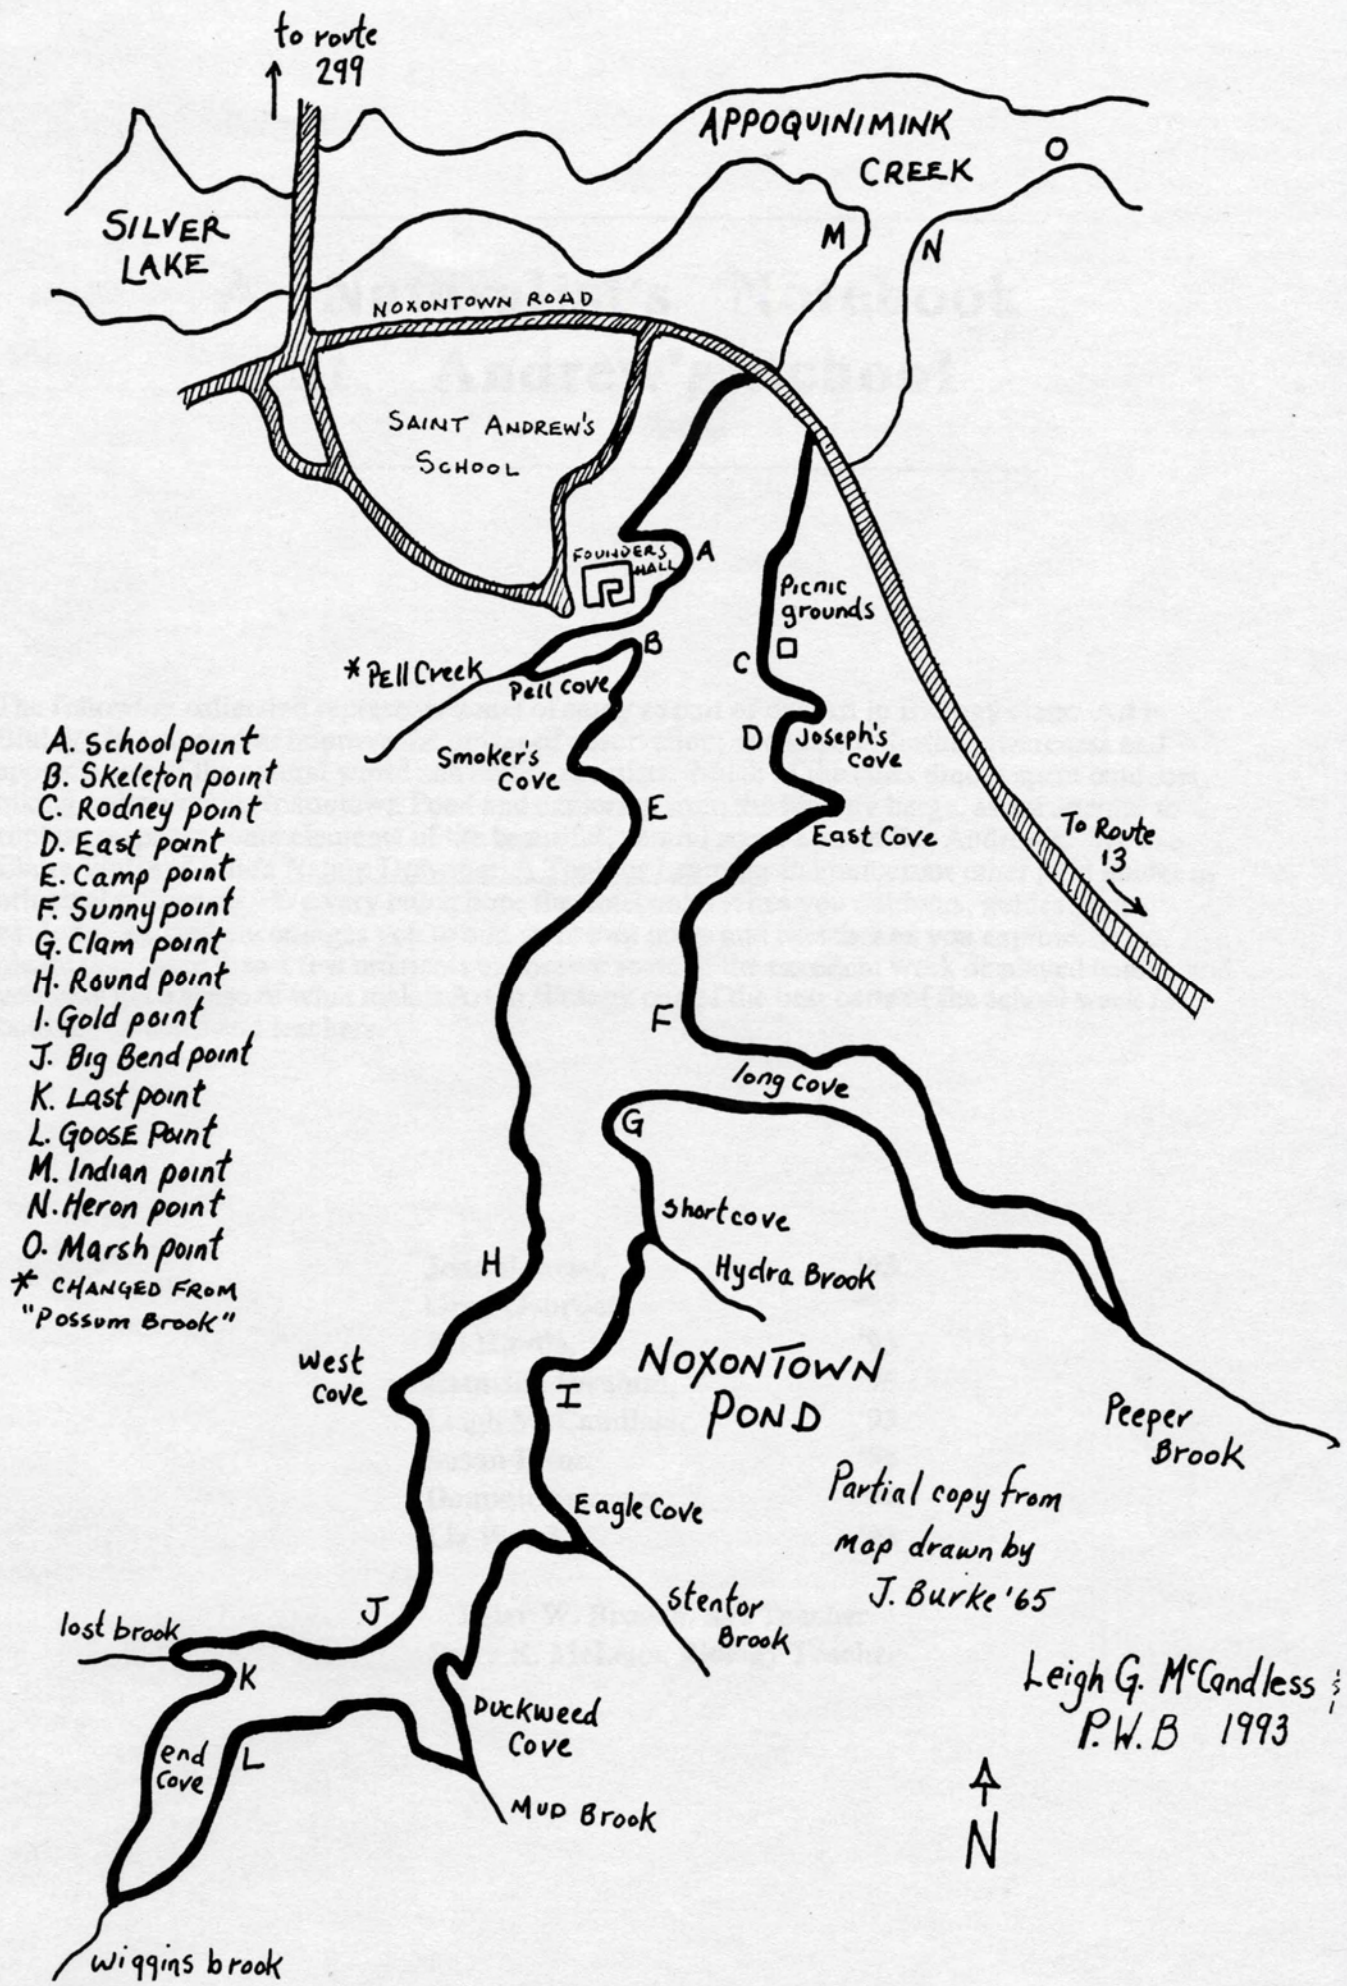 to route
299
APPOQUINIMINK
CREEK
O
SILVER
LAKE
M
N
NOXONTOWN ROAD
SAINT ANDREW'S
SCHOOL
FOUNDERS
HALL
A
Picnic
grounds
B
C
* PELL Creek
Pell Cove
D
Joseph's
Cove
Smoker's
Cove
E
East Cove
To Route
13
A. School point
B. Skeleton point
C. Rodney point
D. East point
E. Camp point
F. Sunny point
G. Clam point
H. Round point
I. Gold point
J. Big Bend point
K. Last point
L. GOOSE Point
M. Indian point
N. Heron point
O. Marsh point
* CHANGED FROM
"POSSUM BROOK"
F
long cove
G
short cove
Hydra Brook
H
West
Cove
NOXONTOWN
POND
I
Peeper
Brook
Eagle Cove
Partial copy from
map drawn by
J. Burke '65
J
Stentor
Brook
lost brook
K
Leigh G. McCandless &
P.W.B 1993
Duckweed
Cove
end
Cove
L
MUD Brook
N
wiggins brook